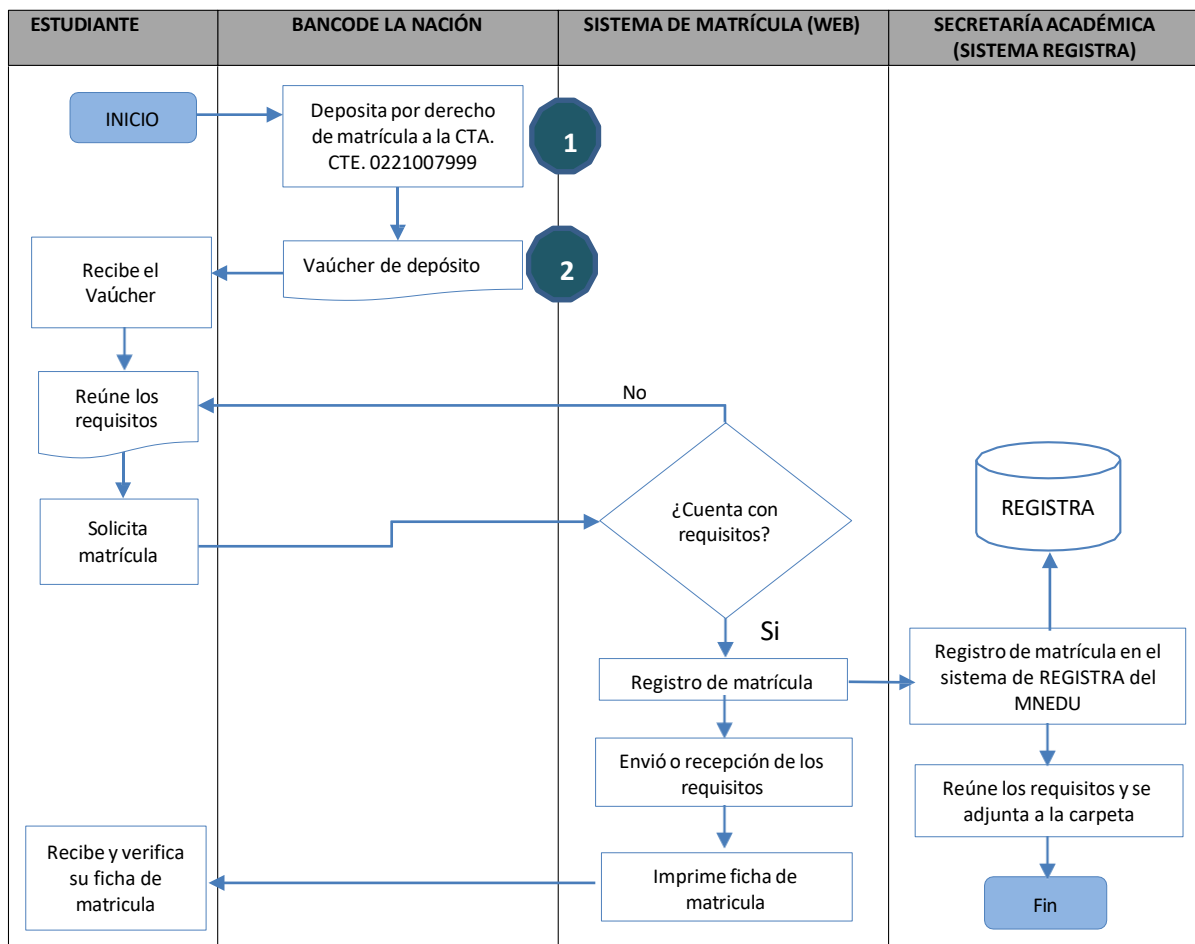 ESTUDIANTE
BANCODE LA NACIÓN
SISTEMA DE MATRÍCULA (WEB)
SECRETARÍA ACADÉMICA
(SISTEMA REGISTRA)
INICIO
Deposita por derecho
de matrícula a la CTA.
CTE. 0221007999
1
Vaúcher de depósito
2
Recibe el
Vaúcher
Reúne los
requisitos
No
Solicita
matrícula
¿Cuenta con
requisitos?
REGISTRA
Si
Registro de matrícula
Registro de matrícula en el
sistema de REGISTRA del
MNEDU
Envió o recepción de los
requisitos
Reúne los requisitos y se
adjunta a la carpeta
Recibe y verifica
su ficha de
matricula
Imprime ficha de
matricula
Fin